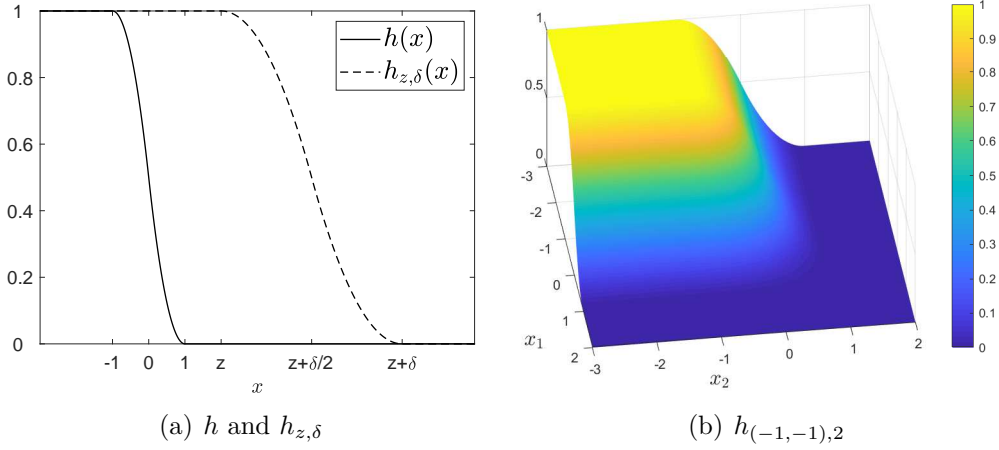 1
0.8
0.6
0.4
0.2
0
-1 0 1 z z+δ/2 z+δ
x
h(x)
h_{z,δ}(x)
(a) h and h_{z,δ}
1
0.5
0
-3
-2
-1
0
1
2
x_1
-3 -2 -1 0 1 2
x_2
1
0.9
0.8
0.7
0.6
0.5
0.4
0.3
0.2
0.1
0
(b) h_{(-1,-1),2}